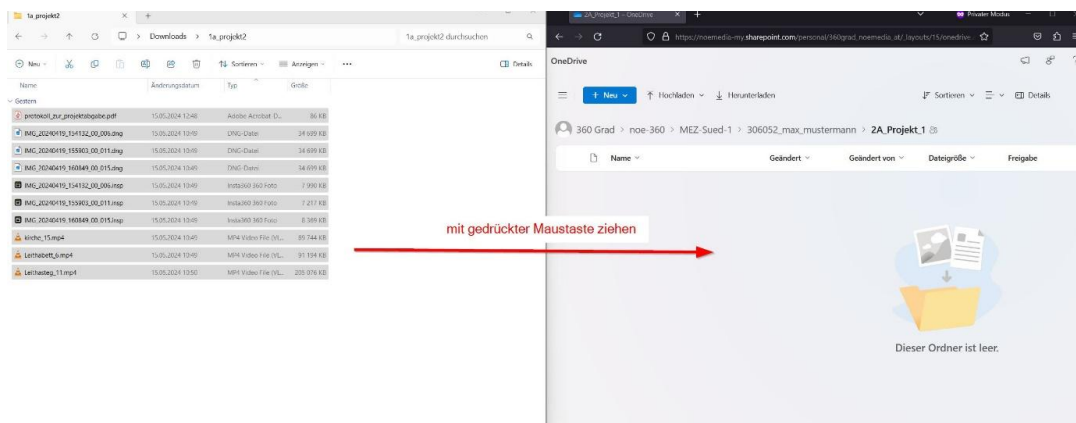 1a_projekt2
Downloads > 1a_projekt2
1a_projekt2 durchsuchen
Neu
Sortieren
Anzeigen
Details
Name Änderungsdatum Typ Größe
Gestern
protokoll_zur_projektabgabe.pdf 15.05.2024 12:48 Adobe Acrobat D... 86 KB
IMG_20240419_154132_00_006.dng 15.05.2024 10:49 DNG-Datei 34 699 KB
IMG_20240419_155903_00_011.dng 15.05.2024 10:49 DNG-Datei 34 699 KB
IMG_20240419_160849_00_015.dng 15.05.2024 10:49 DNG-Datei 34 699 KB
IMG_20240419_154132_00_006.insp 15.05.2024 10:49 Insta360 360 Foto 7 990 KB
IMG_20240419_155903_00_011.insp 15.05.2024 10:49 Insta360 360 Foto 7 217 KB
IMG_20240419_160849_00_015.insp 15.05.2024 10:49 Insta360 360 Foto 8 389 KB
kirche_15.mp4 15.05.2024 10:49 MP4 Video File (VL... 89 744 KB
Leithabett_6.mp4 15.05.2024 10:49 MP4 Video File (VL... 91 194 KB
Leithasteg_11.mp4 15.05.2024 10:50 MP4 Video File (VL... 205 076 KB
mit gedrückter Maustaste ziehen
2A_Projekt_1 – OneDrive
Privater Modus
https://noemedia-my.sharepoint.com/personal/360grad_noemedia_at/_layouts/15/onedrive.
OneDrive
Neu
Hochladen
Herunterladen
Sortieren
Details
360 Grad > noe-360 > MEZ-Sued-1 > 306052_max_mustermann > 2A_Projekt_1
Name Geändert Geändert von Dateigröße Freigabe
Dieser Ordner ist leer.